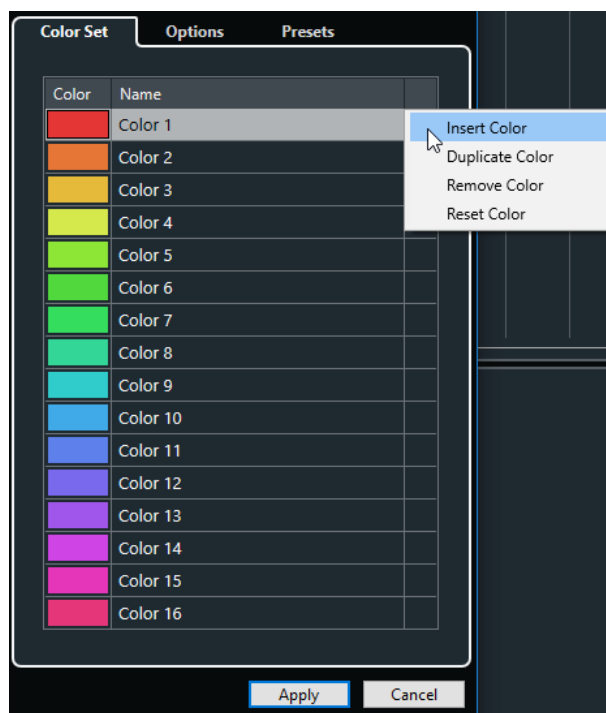 Color Set Options Presets
Color Name
Color 1
Insert Color
Color 2
Duplicate Color
Color 3
Remove Color
Color 4
Reset Color
Color 5
Color 6
Color 7
Color 8
Color 9
Color 10
Color 11
Color 12
Color 13
Color 14
Color 15
Color 16
Apply Cancel